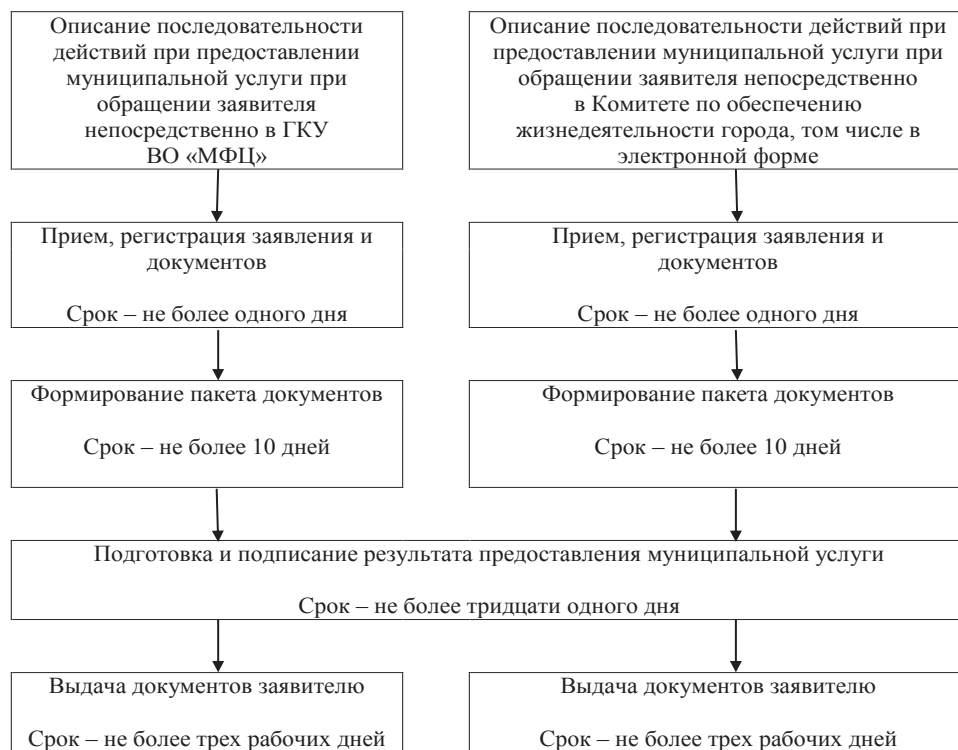 Описание последовательности
действий при предоставлении
муниципальной услуги при
обращении заявителя
непосредственно в ГКУ
ВО «МФЦ»
Описание последовательности действий при
предоставлении муниципальной услуги при
обращении заявителя непосредственно
в Комитете по обеспечению
жизнедеятельности города, том числе в
электронной форме
Прием, регистрация заявления и
документов
Срок – не более одного дня
Прием, регистрация заявления и
документов
Срок – не более одного дня
Формирование пакета документов
Срок – не более 10 дней
Формирование пакета документов
Срок – не более 10 дней
Подготовка и подписание результата предоставления муниципальной услуги
Срок – не более тридцати одного дня
Выдача документов заявителю
Срок – не более трех рабочих дней
Выдача документов заявителю
Срок – не более трех рабочих дней